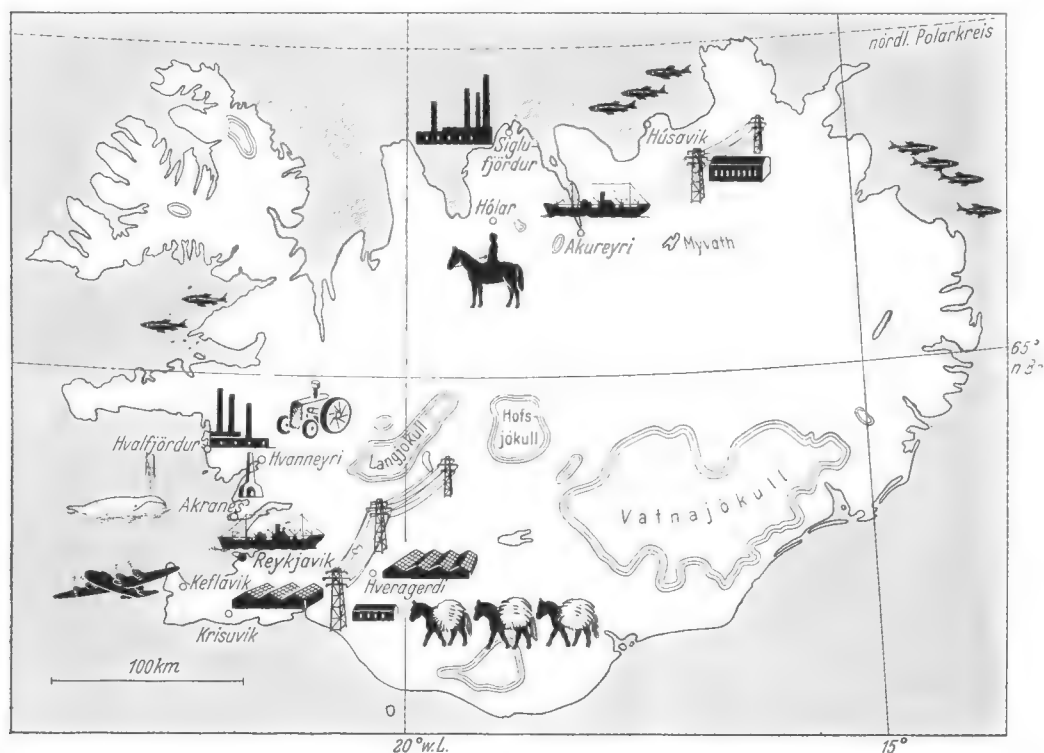 nördl. Polarkreis
Siglu-
fjördur
Húsavik
Hólar
Akureyri
Myvath
65°
Hofs-
jökull
Langjökull
Hvalfjördur
Hvanneyri
Akranes
Vatnajökull
Reykjavik
Keflavik
Hveragerdi
Krisuvik
100km
20° w.L.
15°